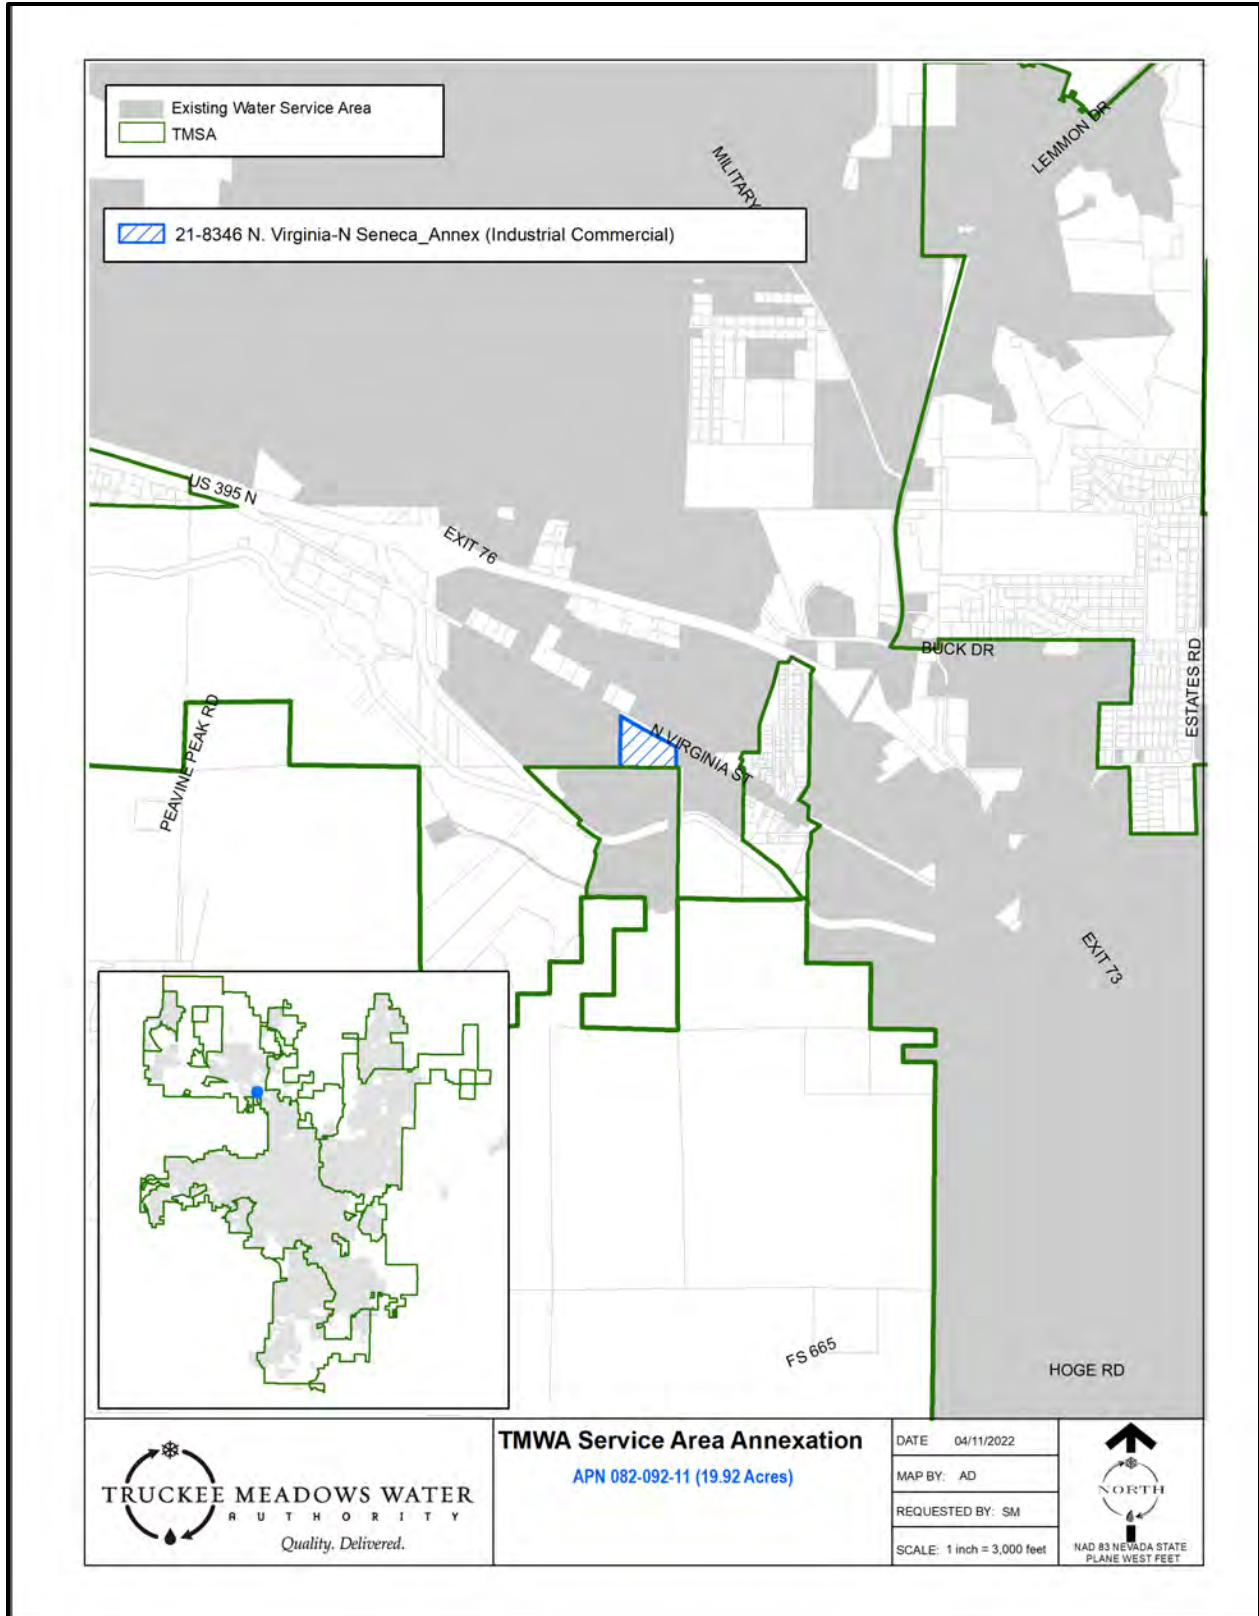 Existing Water Service Area
TMSA
21-8346 N. Virginia-N Seneca_Annex (Industrial Commercial)
MILITARY
LEMMON DR
US 395 N
EXIT 76
BUCK DR
ESTATES RD
N VIRGINIA ST
PEAVINE PEAK RD
EXIT 73
FS 665
HOGE RD
TRUCKEE MEADOWS WATER
AUTHORITY
Quality. Delivered.
TMWA Service Area Annexation
APN 082-092-11 (19.92 Acres)
DATE 04/11/2022
MAP BY: AD
REQUESTED BY: SM
SCALE: 1 inch = 3,000 feet
NORTH
NAD 83 NEVADA STATE
PLANE WEST FEET